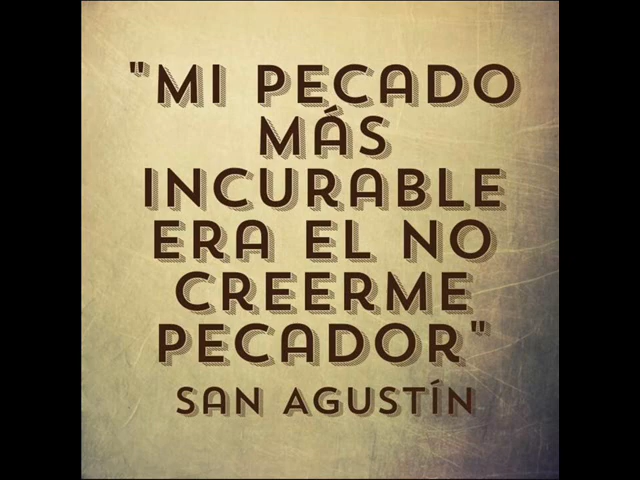 "MI PECADO
MÁS
INCURABLE
ERA EL NO
CREERME
PECADOR"
SAN AGUSTÍN